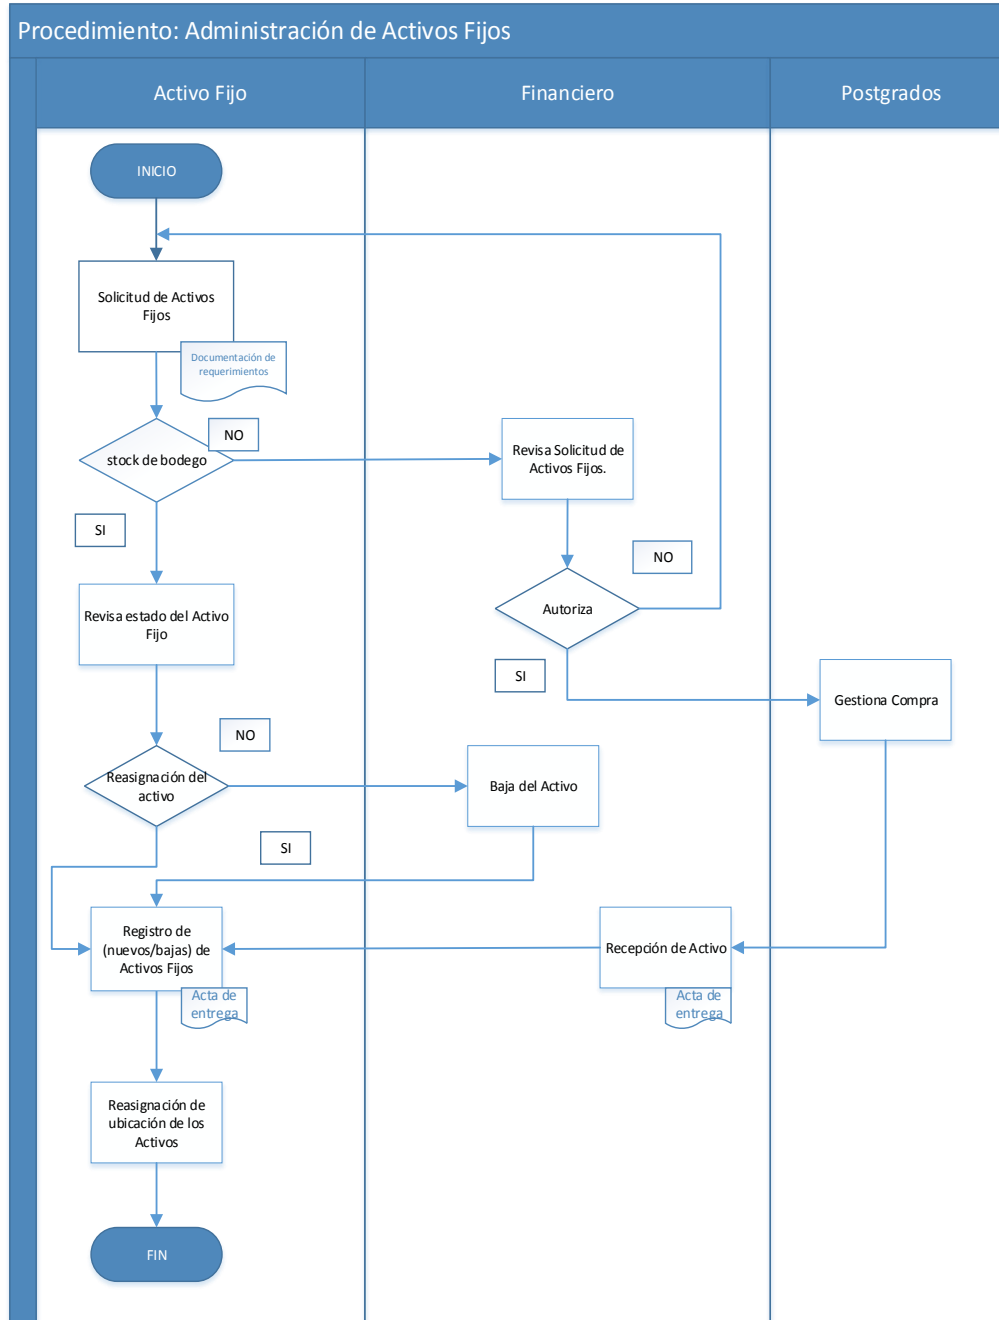 Procedimiento: Administración de Activos Fijos
Activo Fijo
Financiero
Postgrados
INICIO
Solicitud de Activos
Fijos
Documentación de
requerimientos
stock de bodego
NO
Revisa Solicitud de
Activos Fijos.
SI
NO
Autoriza
Revisa estado del Activo
Fijo
SI
Gestiona Compra
NO
Reasignación del
activo
Baja del Activo
SI
Registro de
(nuevos/bajas) de
Activos Fijos
Acta de
entrega
Recepción de Activo
Acta de
entrega
Reasignación de
ubicación de los
Activos
FIN